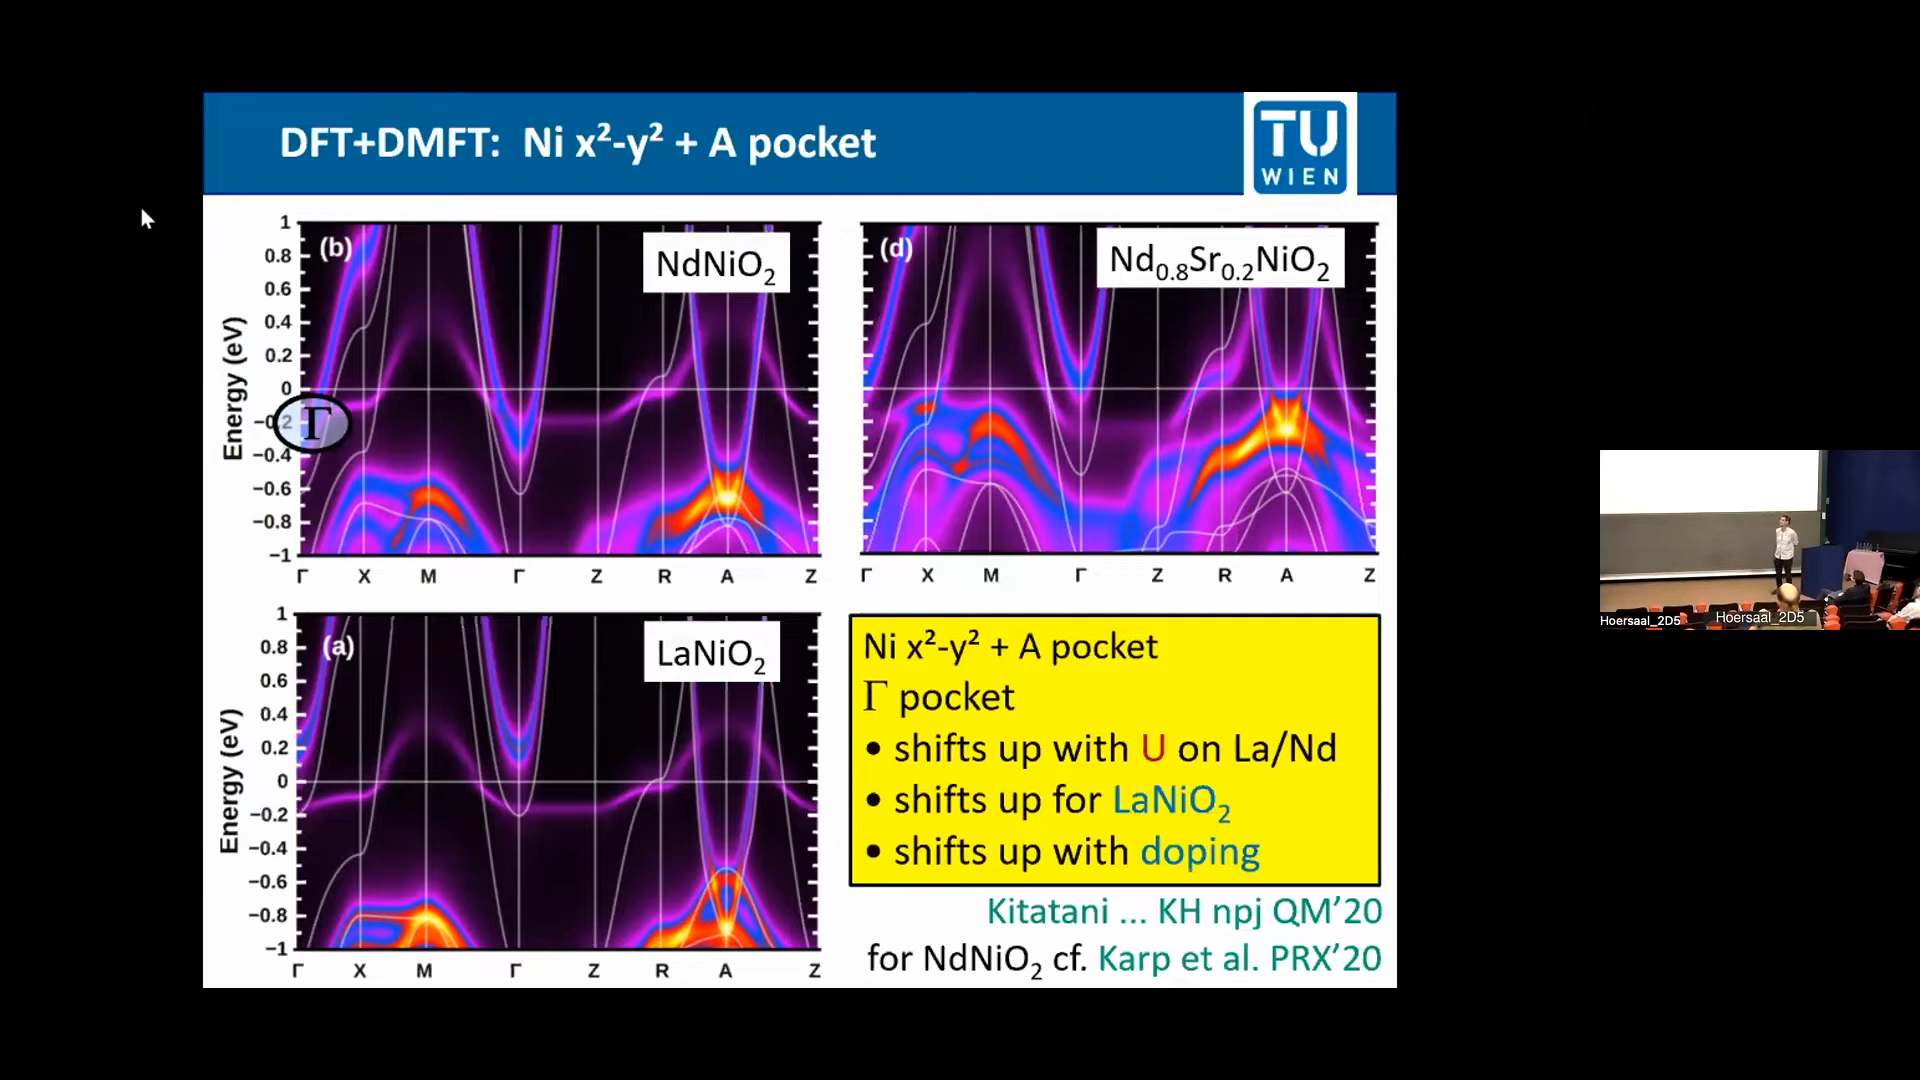 DFT+DMFT: Ni x²-y² + A pocket
TU
WIEN
(b)
NdNiO₂
1
0.8
0.6
0.4
0.2
0
−0.2
−0.4
−0.6
−0.8
−1
Energy (eV)
Γ
Γ X M Γ Z R A Z
(d)
Nd₀.₈Sr₀.₂NiO₂
Γ X M Γ Z R A Z
(a)
LaNiO₂
1
0.8
0.6
0.4
0.2
0
−0.2
−0.4
−0.6
−0.8
−1
Energy (eV)
Γ X M Γ Z R A Z
Ni x²-y² + A pocket
Γ pocket
• shifts up with U on La/Nd
• shifts up for LaNiO₂
• shifts up with doping
Kitatani ... KH npj QM’20
for NdNiO₂ cf. Karp et al. PRX’20
Hoersaal_2D5
Hoersaal_2D5